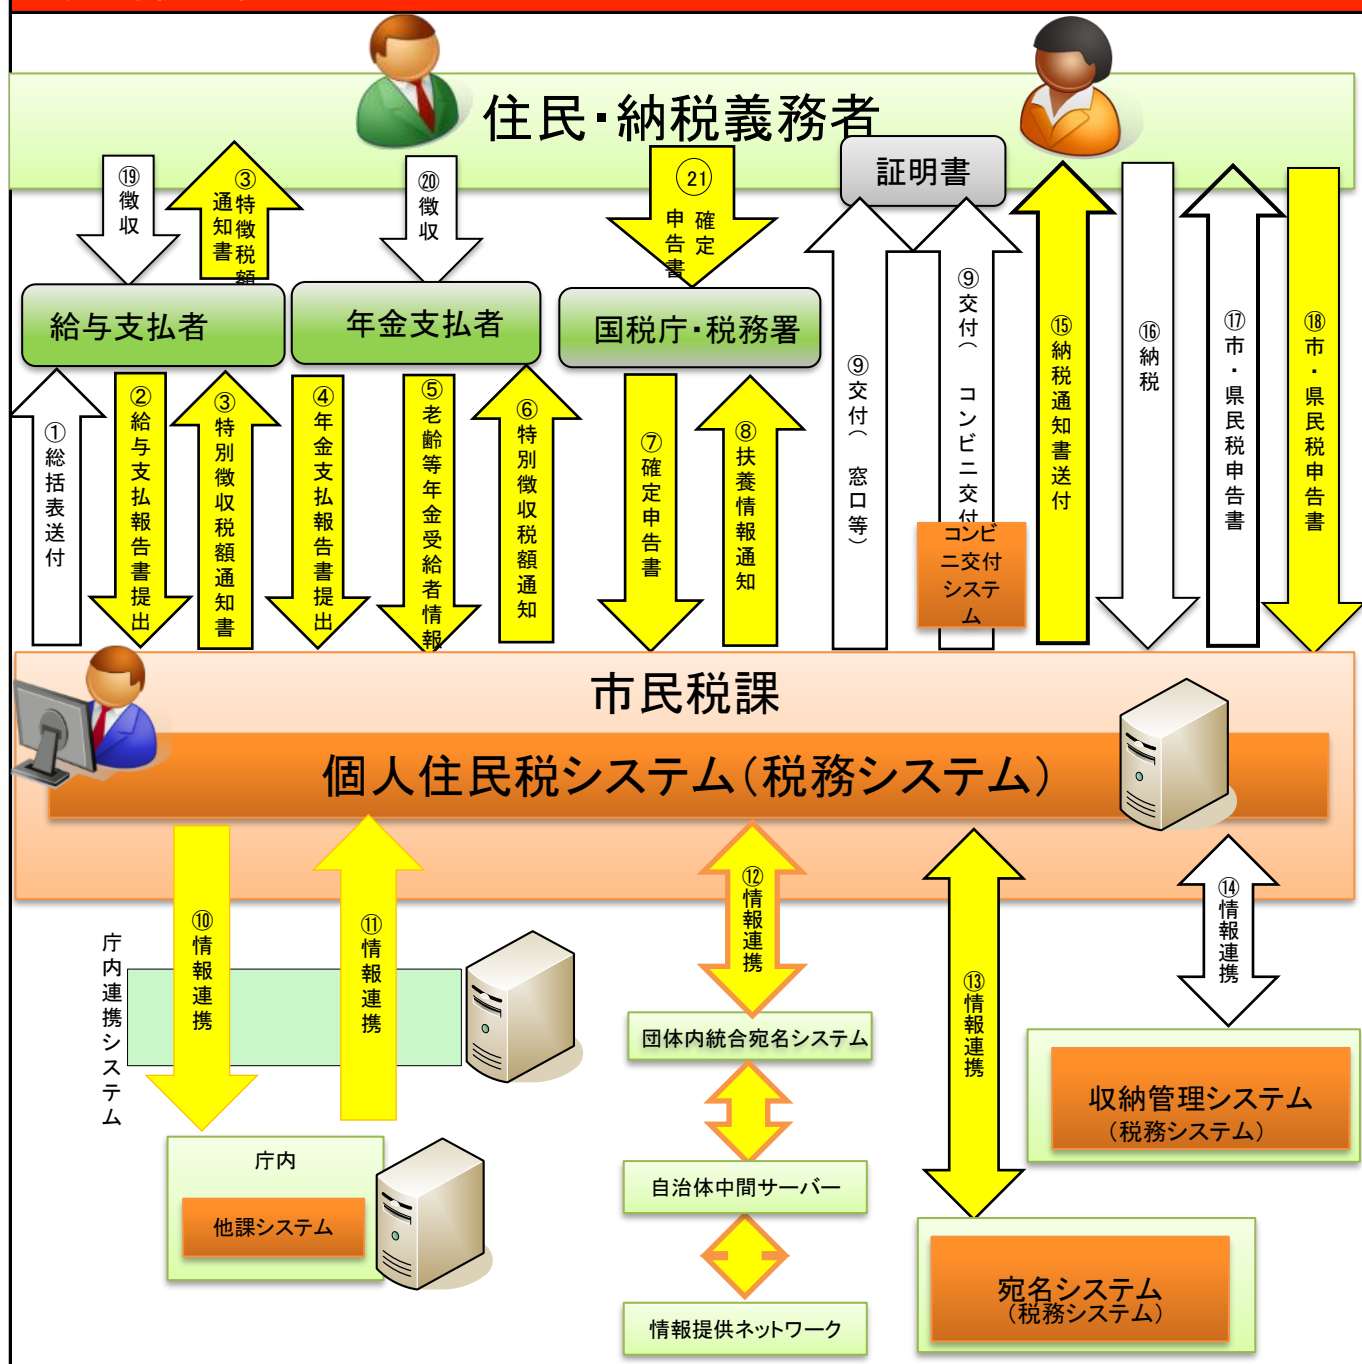 住民・納税義務者
証明書
⑲徴収
③特徴税額
通知書
⑳徴収
㉑
確定
申告書
給与支払者
年金支払者
国税庁・税務署
①総括表送付
②給与支払報告書提出
③特別徴収税額通知書
④年金支払報告書提出
⑤老齢等年金受給者情報
⑥特別徴収税額通知
⑦確定申告書
⑧扶養情報通知
⑨交付（窓口等）
⑨交付（コンビニ交付
コンビ
ニ交付
システ
ム
⑮納税通知書送付
⑯納税
⑰市・県民税申告書
⑱市・県民税申告書
市民税課
個人住民税システム（税務システム）
⑩情報連携
⑪情報連携
⑫情報連携
⑬情報連携
⑭情報連携
庁内連携システム
庁内
他課システム
団体内統合宛名システム
自治体中間サーバー
情報提供ネットワーク
収納管理システム
（税務システム）
宛名システム
（税務システム）